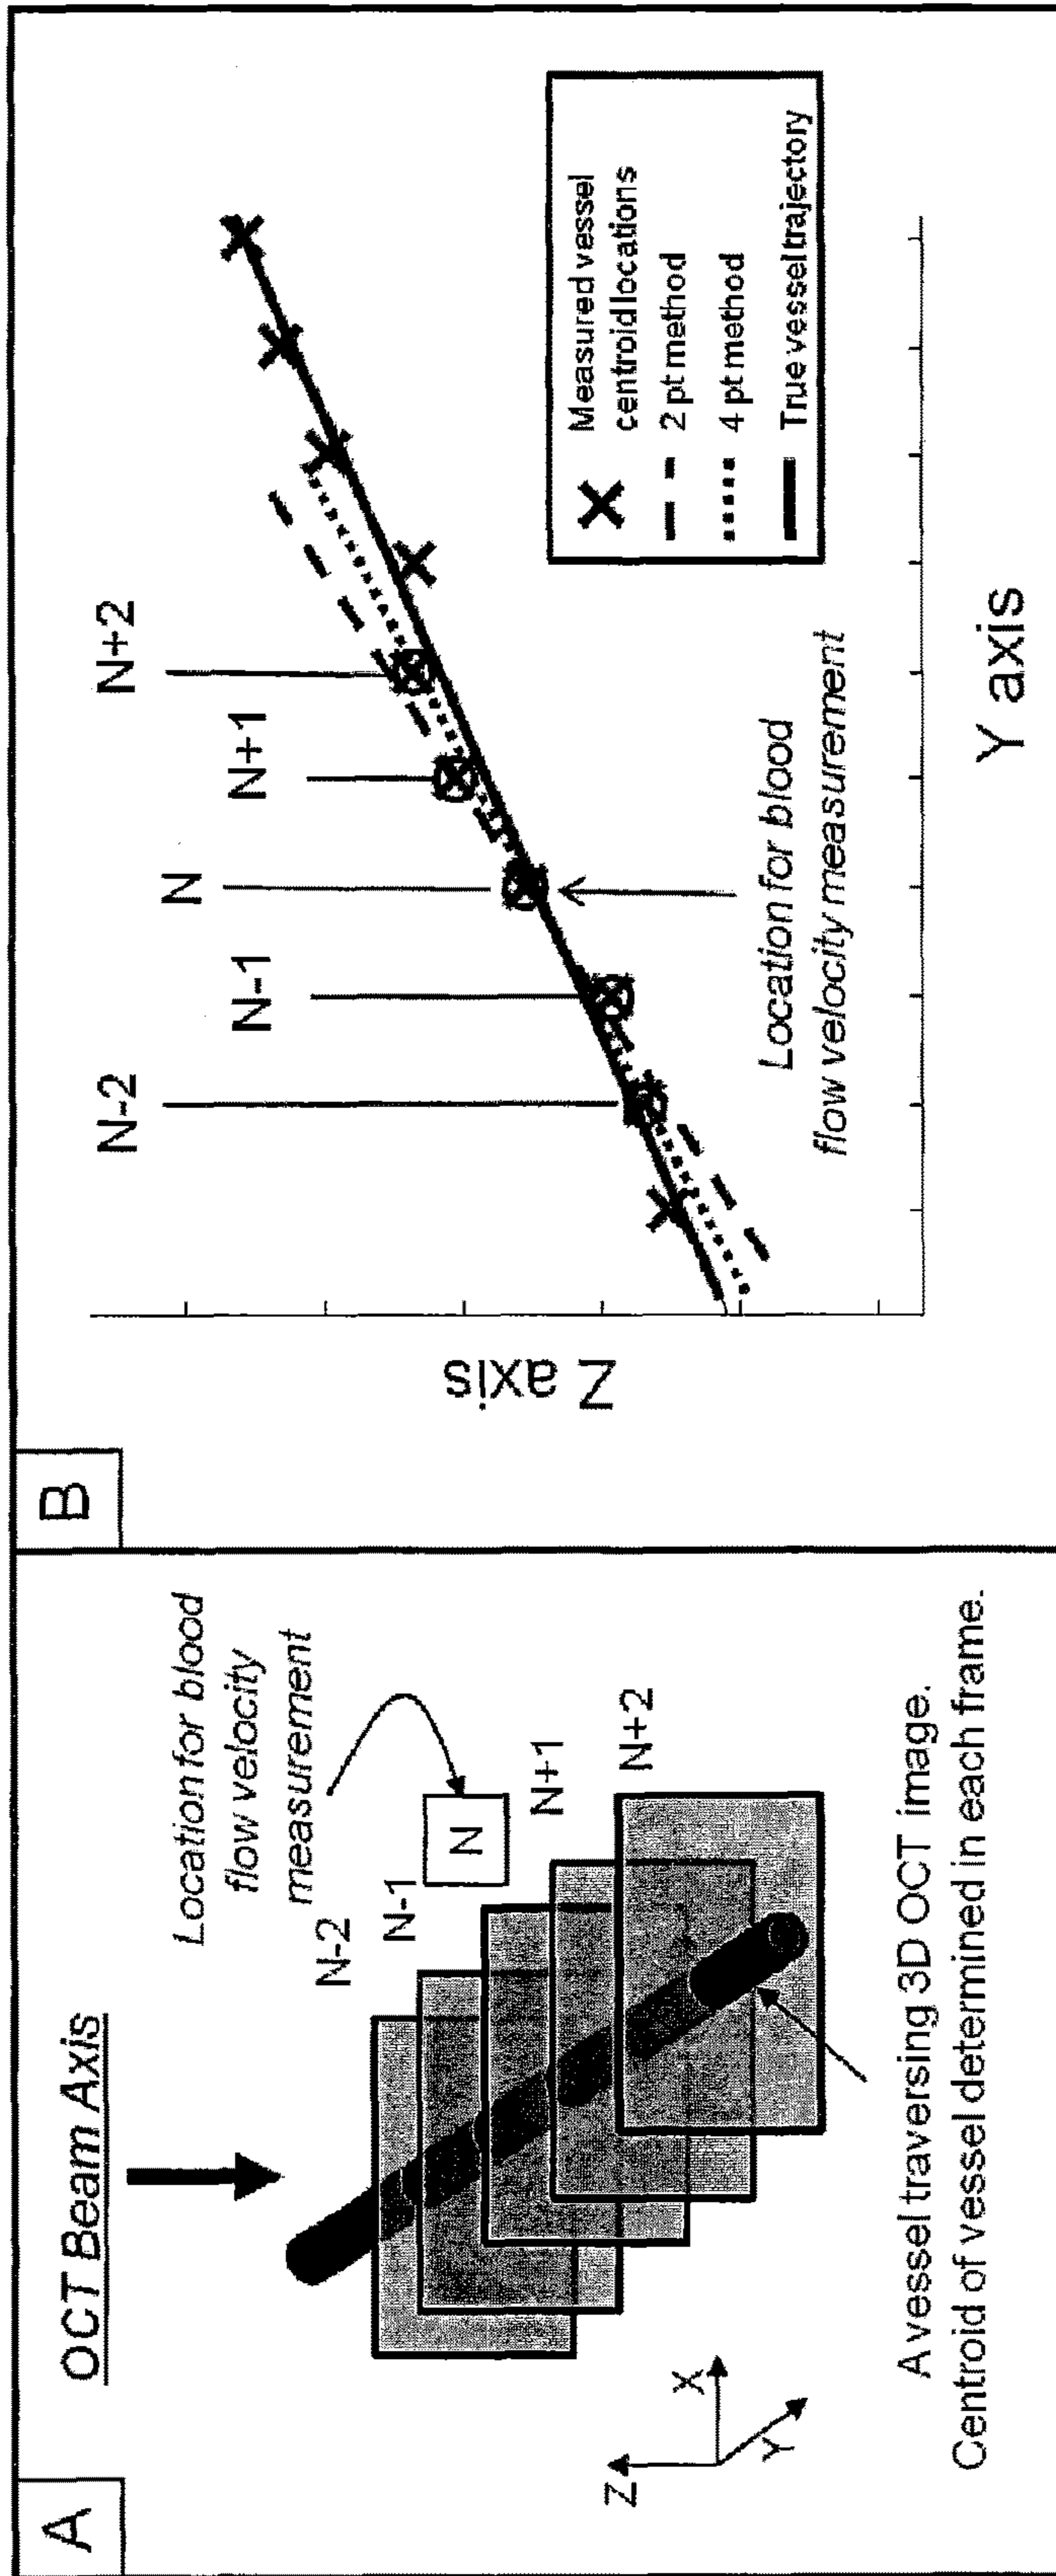 A
OCT Beam Axis
Location for blood
flow velocity
measurement
N-2
N-1
N
N+1
N+2
Z
X
Y
A vessel traversing 3D OCT image.
Centroid of vessel determined in each frame.
B
N-2
N-1
N
N+1
N+2
Z axis
Location for blood
flow velocity measurement
Measured vessel
centroid locations
2 pt method
4 pt method
True vessel trajectory
Y axis